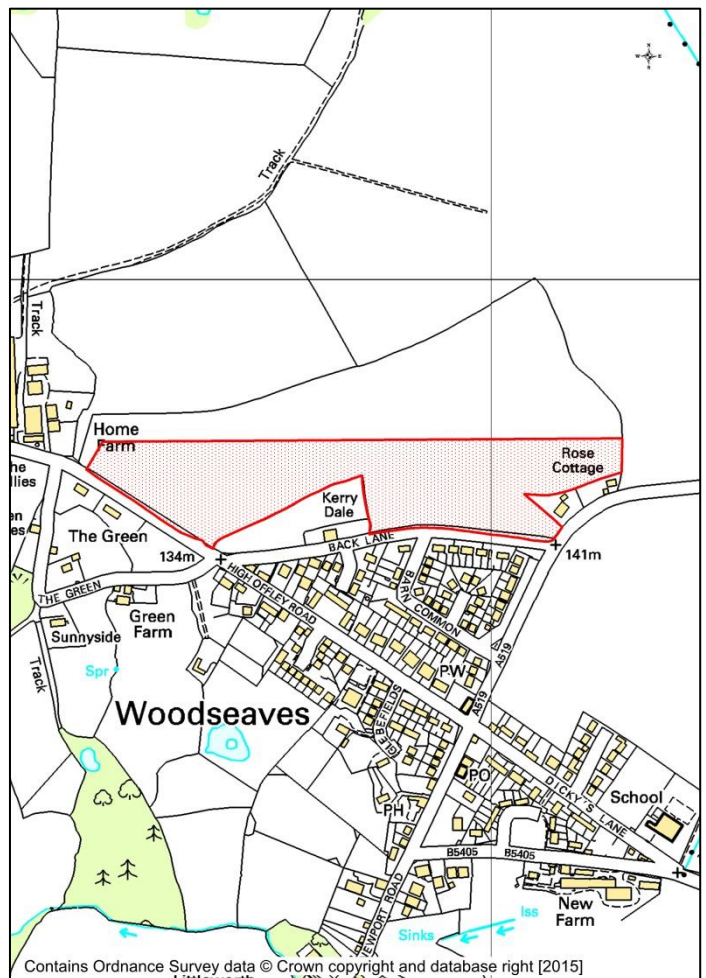 Track
Track
Home
Farm
Rose
Cottage
Kerry
Dale
The Green
134m
BACK LANE
141m
THE GREEN
HIGH OFFLEY ROAD
BARN COMMON
Green
Farm
Sunnyside
Track
Spr
PW
A519
A519
Woodseaves
GLEBEFIELDS
PO
DICKY'S LANE
School
PH
B5405
B5405
NEWPORT ROAD
New
Farm
Iss
Sinks
Contains Ordnance Survey data © Crown copyright and database right [2015]